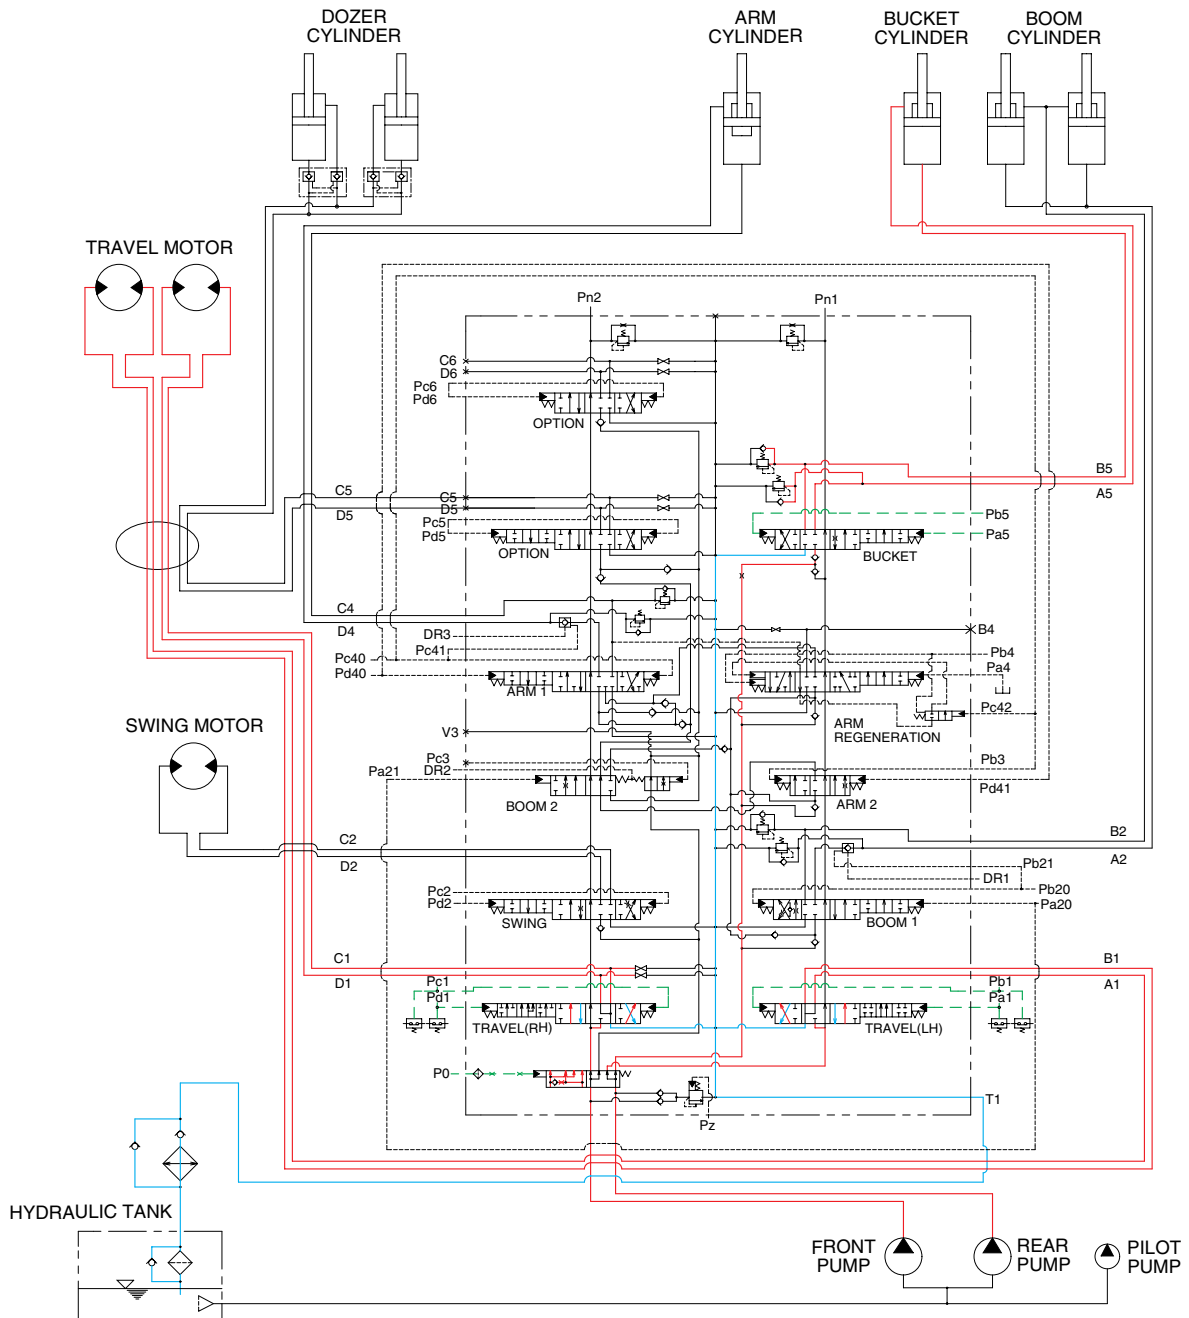 DOZER
CYLINDER
ARM
CYLINDER
BUCKET
CYLINDER
BOOM
CYLINDER
TRAVEL MOTOR
Pn2
Pn1
C6
D6
Pc6
Pd6
OPTION
B5
A5
C5
D5
C5
D5
Pc5
Pd5
OPTION
Pb5
Pa5
BUCKET
C4
D4
DR3
Pc41
Pc40
Pd40
ARM 1
B4
Pb4
Pa4
Pc42
ARM
REGENERATION
SWING MOTOR
V3
Pc3
DR2
Pa21
BOOM 2
Pb3
Pd41
ARM 2
C2
D2
B2
A2
Pb21
DR1
Pc2
Pd2
SWING
Pb20
Pa20
BOOM 1
C1
D1
B1
A1
Pc1
Pd1
TRAVEL(RH)
Pb1
Pa1
TRAVEL(LH)
P0
Pz
T1
HYDRAULIC TANK
FRONT
PUMP
REAR
PUMP
PILOT
PUMP